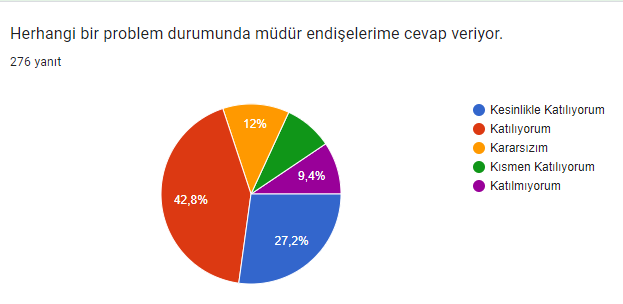 Herhangi bir problem durumunda müdür endişelerime cevap veriyor.
276 yanıt
Kesinlikle Katılıyorum
Katılıyorum
Kararsızım
Kısmen Katılıyorum
Katılmıyorum
12%
9,4%
42,8%
27,2%